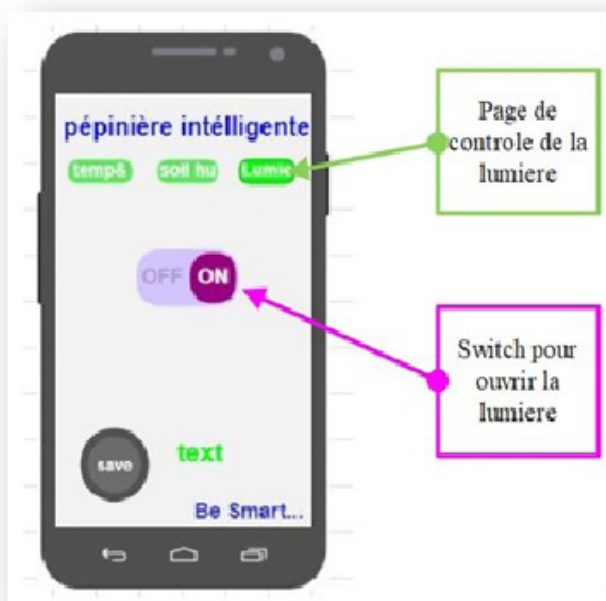 pépinière intélligente
temp& soil hu Lumie
OFF ON
save
text
Be Smart...
Page de
controle de la
lumiere
Switch pour
ouvrir la
lumiere